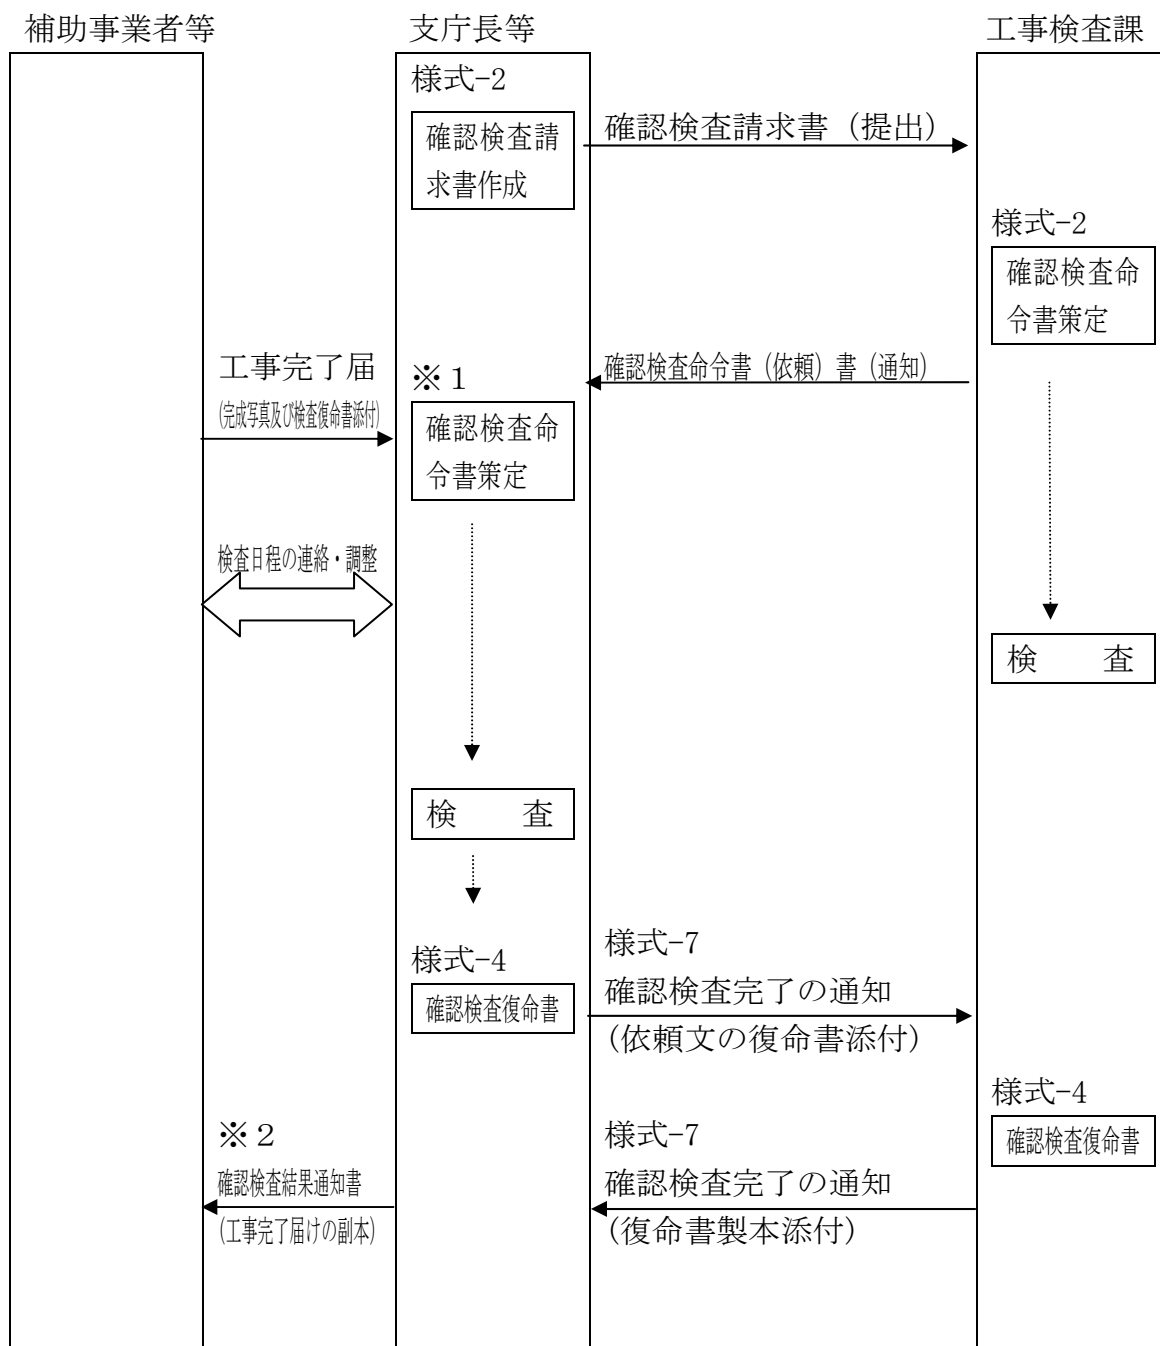 補助事業者等
支庁長等
工事検査課
様式-2
確認検査請
求書作成
確認検査請求書（提出）
様式-2
確認検査命
令書策定
工事完了届
(完成写真及び検査復命書添付)
※１
確認検査命令書（依頼）書（通知）
確認検査命
令書策定
検査日程の連絡・調整
検　査
検　査
様式-4
確認検査復命書
様式-7
確認検査完了の通知
（依頼文の復命書添付）
様式-4
確認検査復命書
※２
確認検査結果通知書
(工事完了届けの副本)
様式-7
確認検査完了の通知
（復命書製本添付）